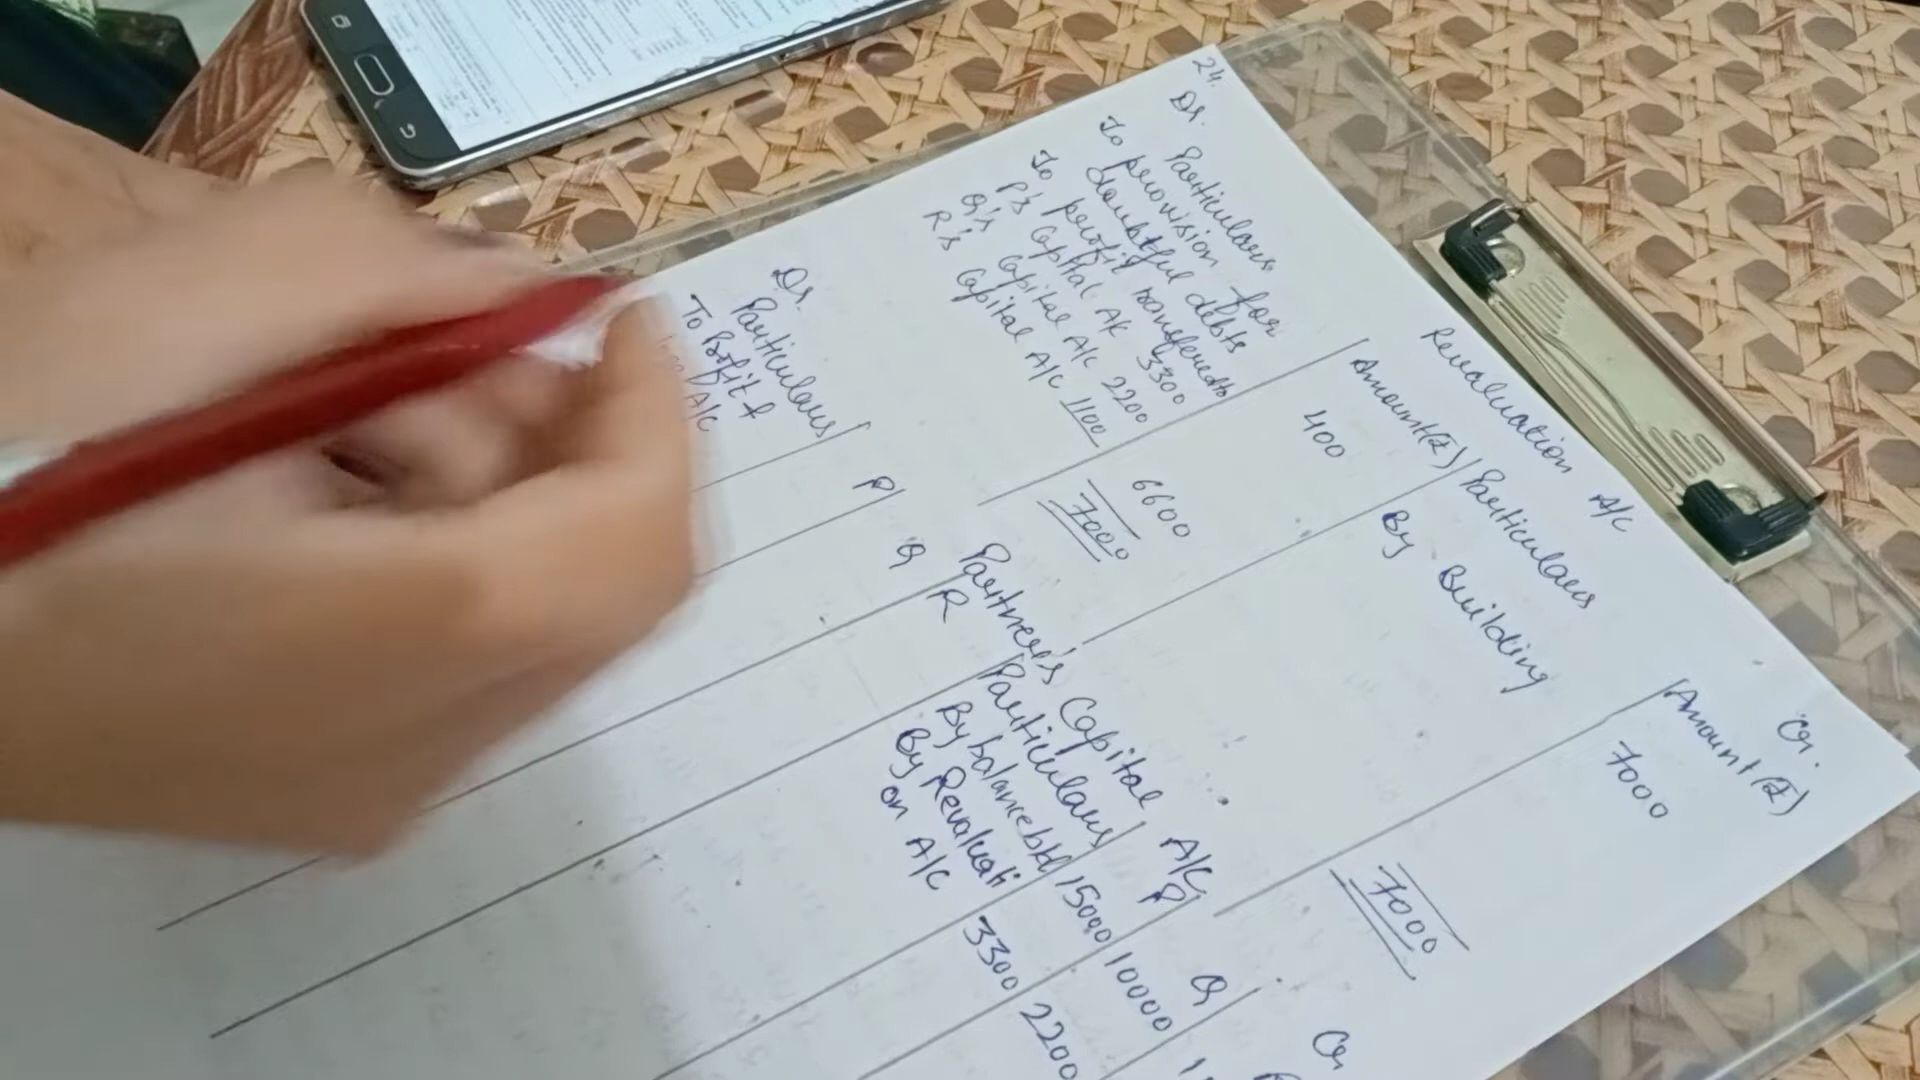 24.
Revaluation A/C
Dr. Cr.
Particulars Amount(₹) Particulars Amount(₹)
To provision for 400 By Building 7000
doubtful debts
To profit transferredto
P's Capital A/c 3300
Q's Capital A/c 2200
R's Capital A/c 1100 6600
7000 7000
Partner's Capital A/C
Dr. Cr
Particulars P Q R Particulars P Q
To Profit & By balance b/d 15000 10000
A/c By Revaluati 3300 2200
on A/C